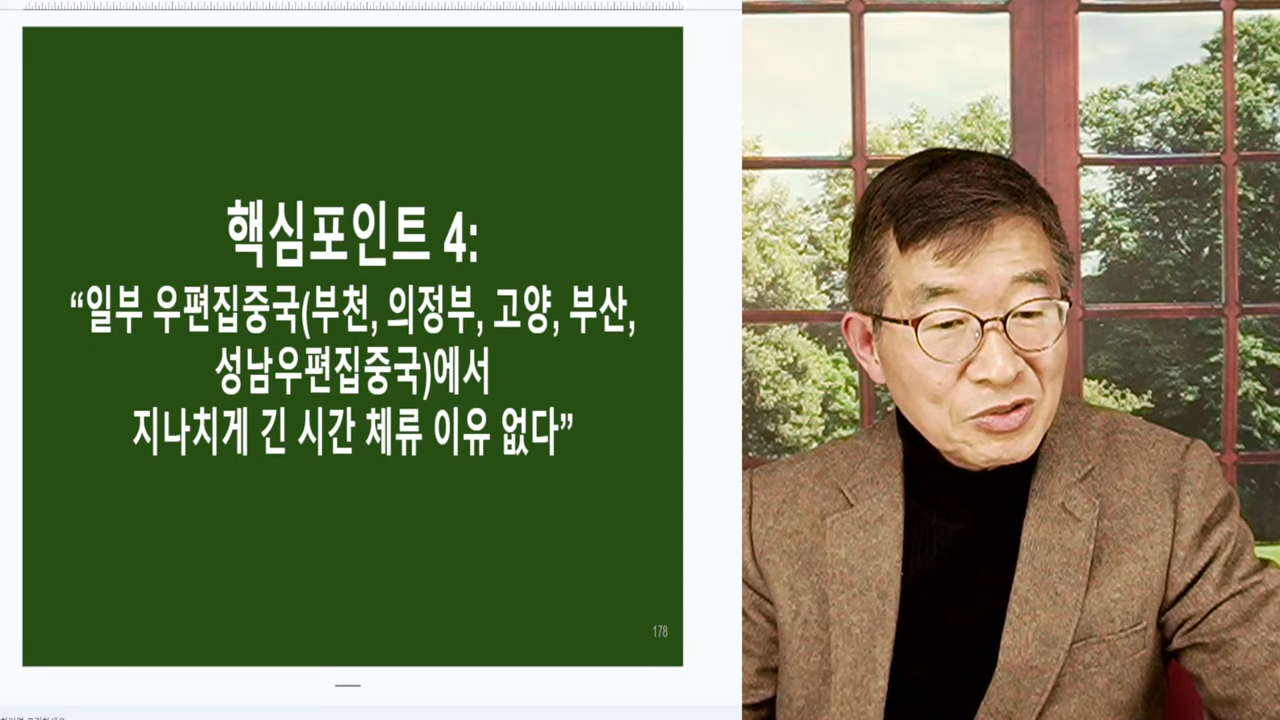 핵심포인트 4:
“일부 우편집중국(부천, 의정부, 고양, 부산,
성남우편집중국)에서
지나치게 긴 시간 체류 이유 없다”
178